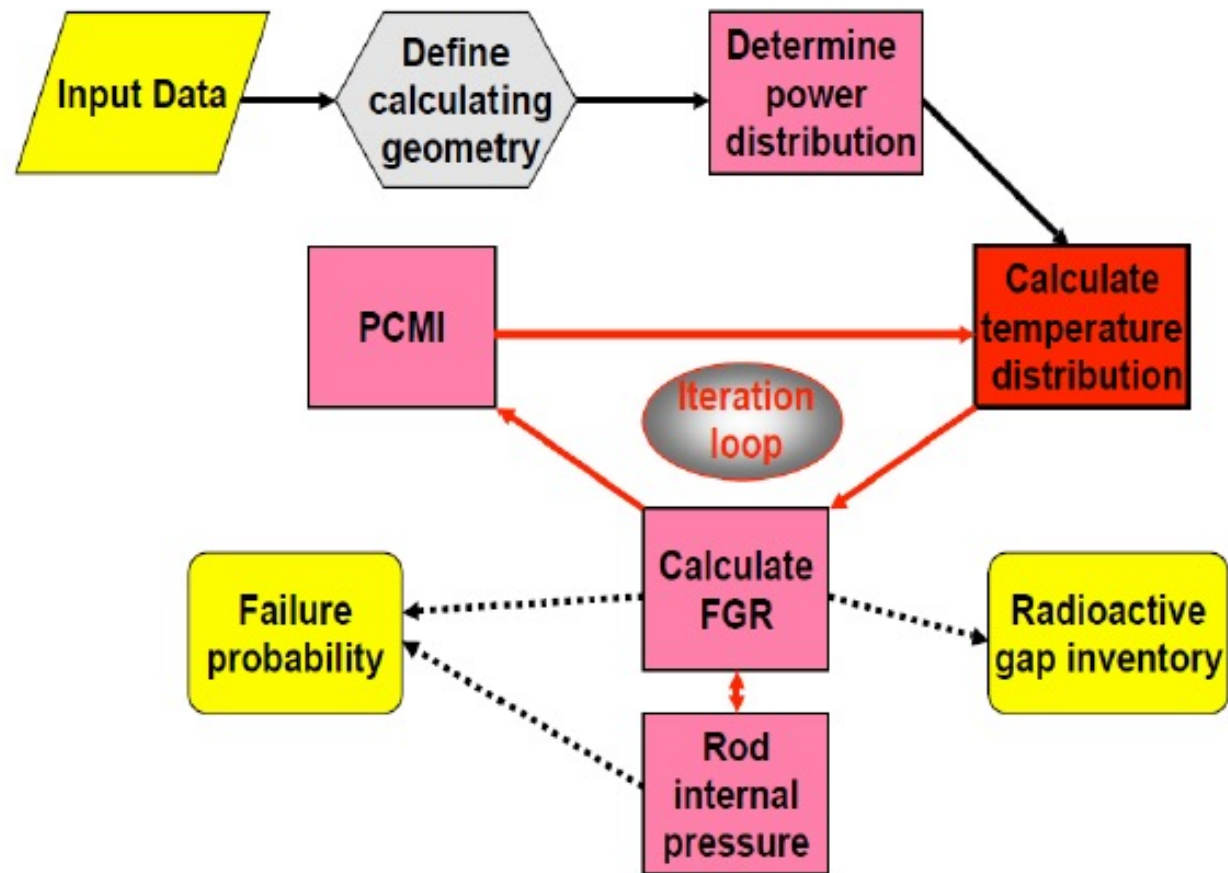 Input Data
Define
calculating
geometry
Determine
power
distribution
PCMI
Calculate
temperature
distribution
Iteration
loop
Calculate
FGR
Failure
probability
Radioactive
gap inventory
Rod
internal
pressure